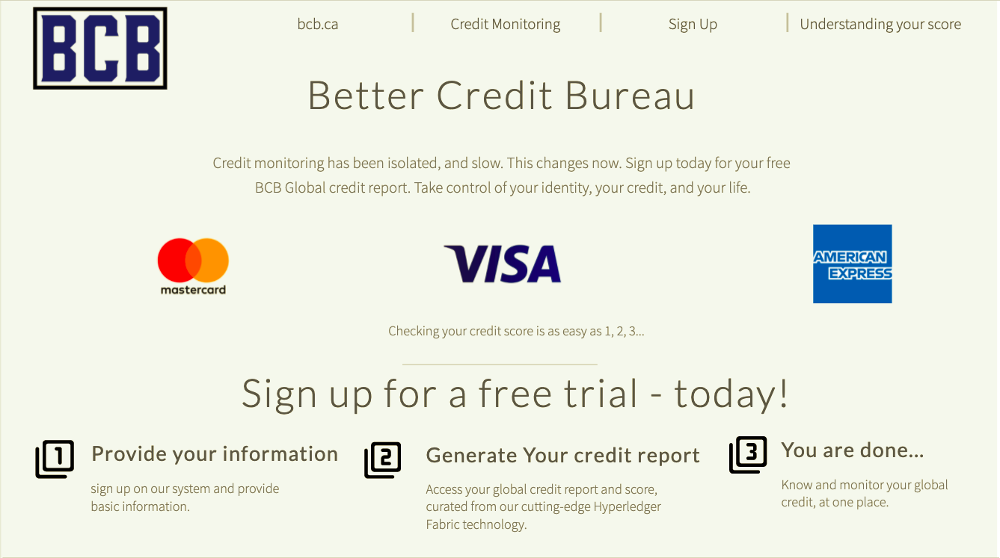 BCB
bcb.ca
Credit Monitoring
Sign Up
Understanding your score
Better Credit Bureau
Credit monitoring has been isolated, and slow. This changes now. Sign up today for your free
BCB Global credit report. Take control of your identity, your credit, and your life.
mastercard
VISA
AMERICAN
EXPRESS
Checking your credit score is as easy as 1, 2, 3...
Sign up for a free trial - today!
1
Provide your information
sign up on our system and provide
basic information.
2
Generate Your credit report
Access your global credit report and score,
curated from our cutting-edge Hyperledger
Fabric technology.
3
You are done...
Know and monitor your global
credit, at one place.